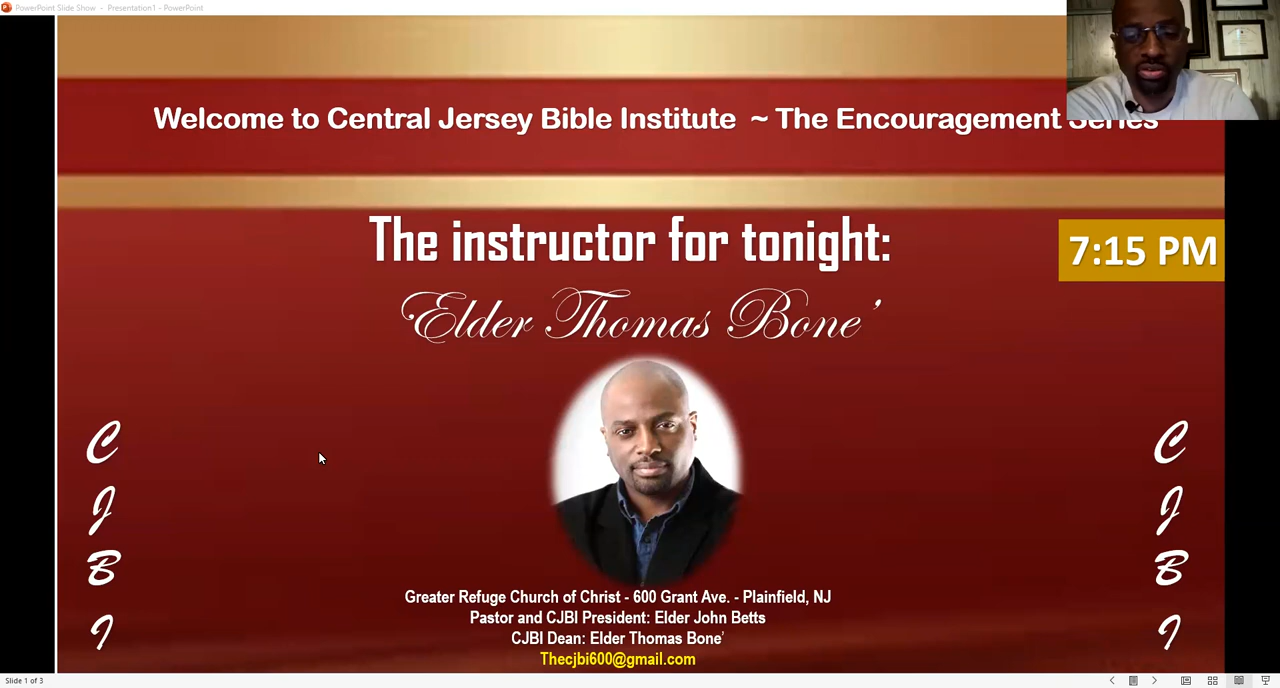 PowerPoint Slide Show - Presentation1 - PowerPoint
Welcome to Central Jersey Bible Institute ~ The Encouragement Series
The instructor for tonight:
7:15 PM
Elder Thomas Bone’
C
J
B
I
C
J
B
I
Greater Refuge Church of Christ - 600 Grant Ave. - Plainfield, NJ
Pastor and CJBI President: Elder John Betts
CJBI Dean: Elder Thomas Bone’
Thecjbi600@gmail.com
Slide 1 of 3